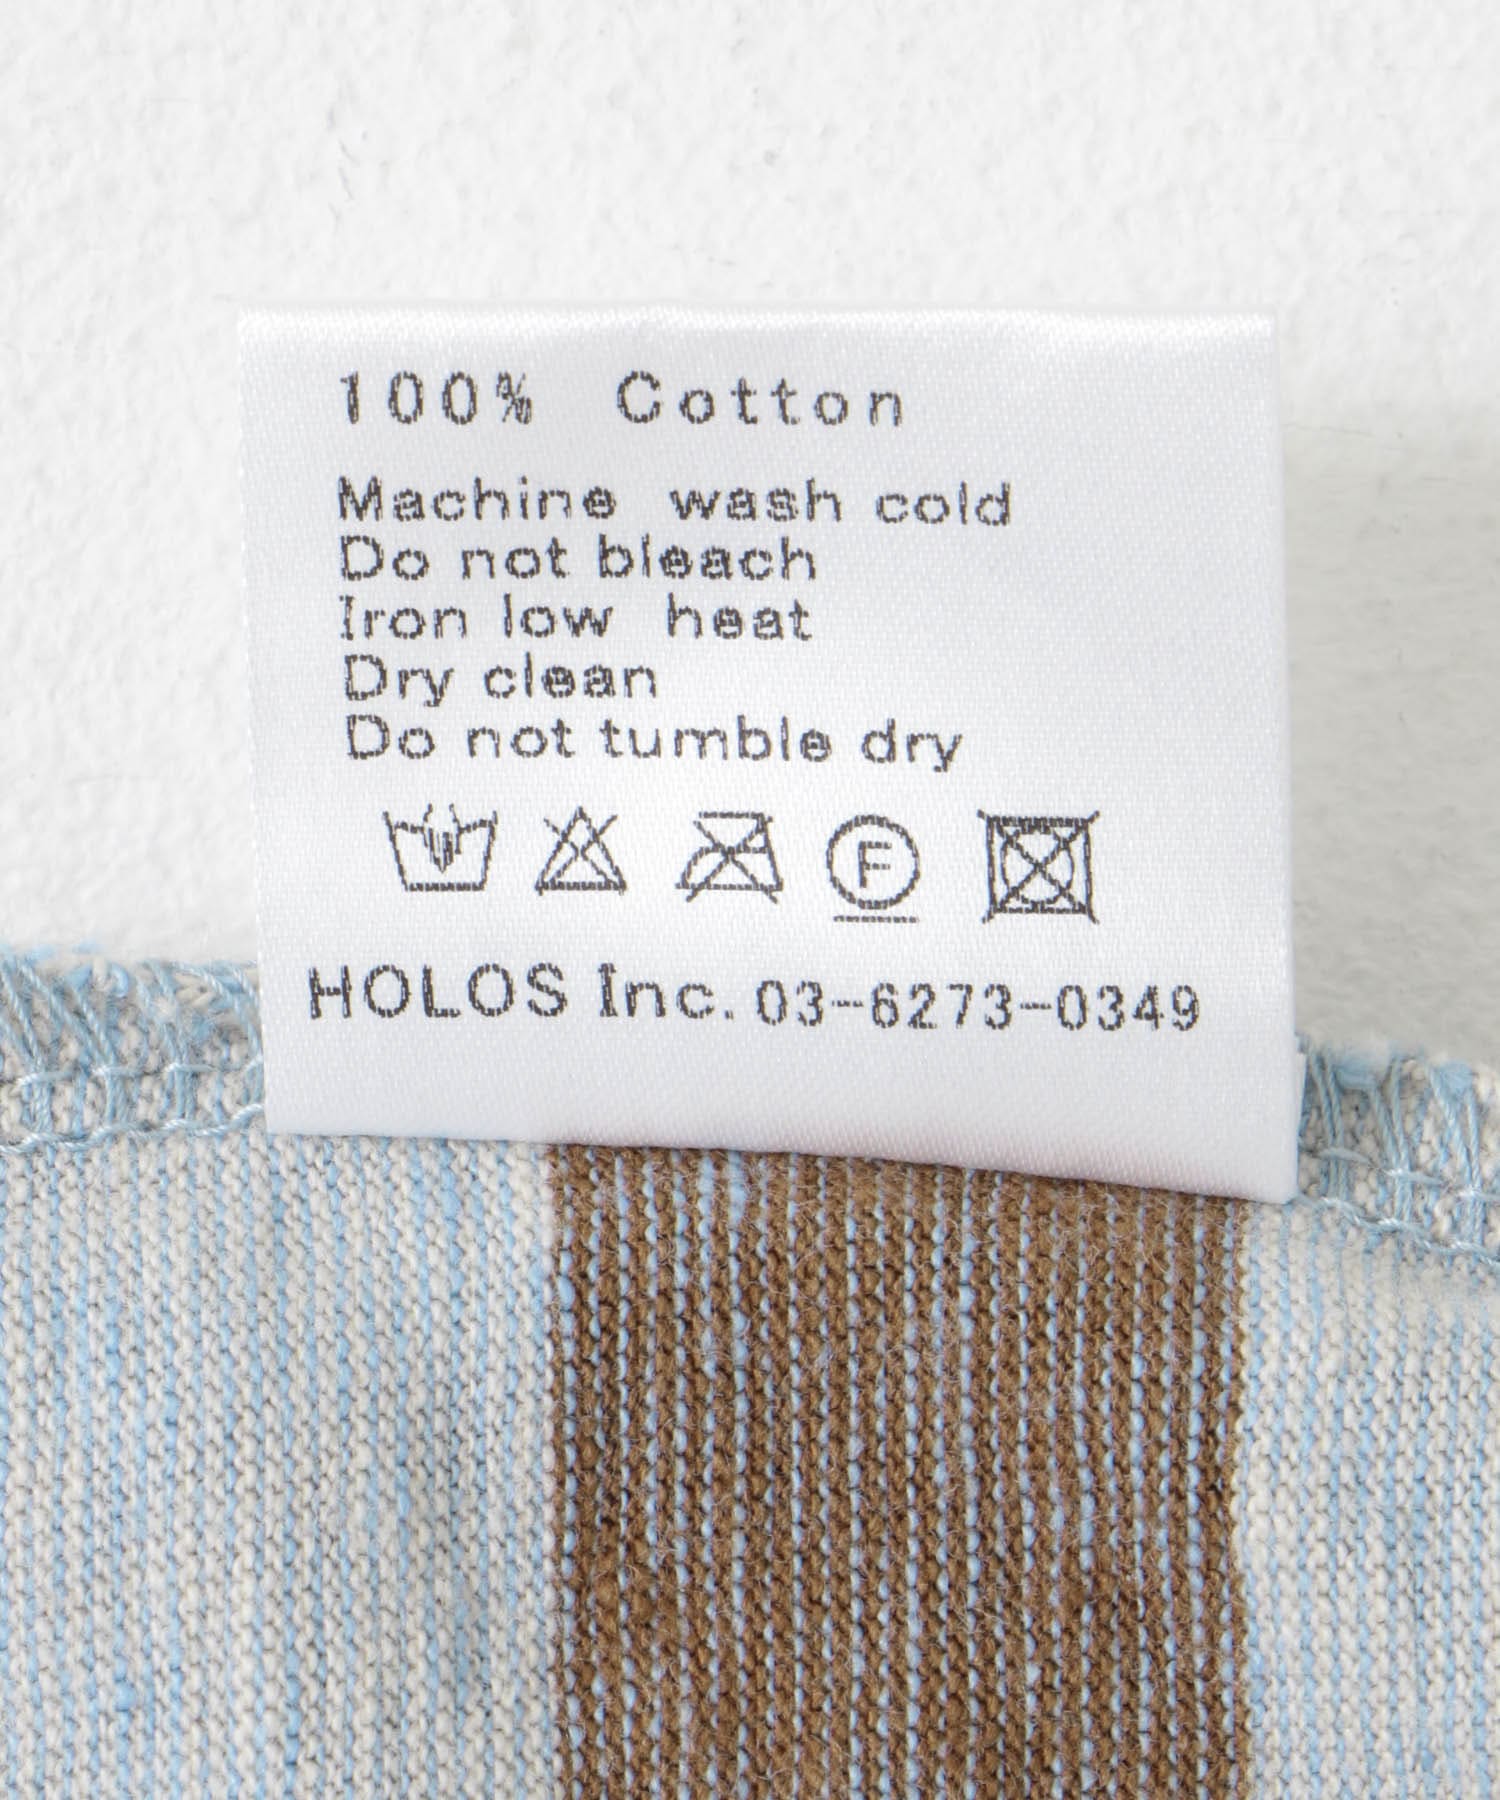 100% Cotton
Machine wash cold
Do not bleach
Iron low heat
Dry clean
Do not tumble dry
F
HOLOS Inc. 03-6273-0349